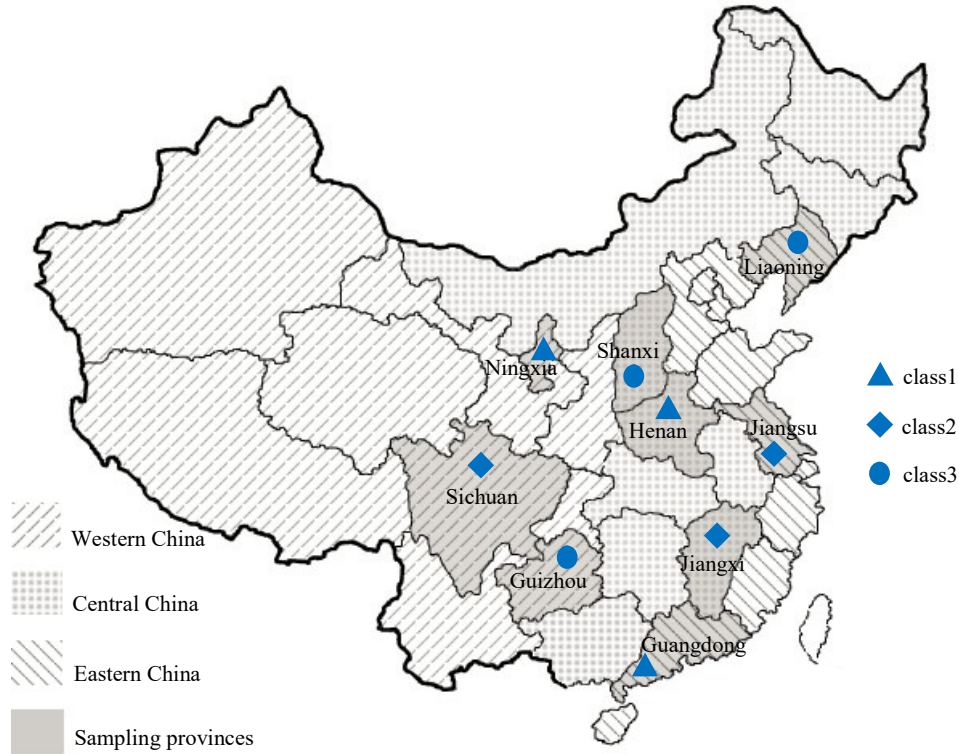 Liaoning
Shanxi
Ningxia
class1
Henan
Jiangsu
class2
class3
Sichuan
Western China
Jiangxi
Guizhou
Central China
Guangdong
Eastern China
Sampling provinces